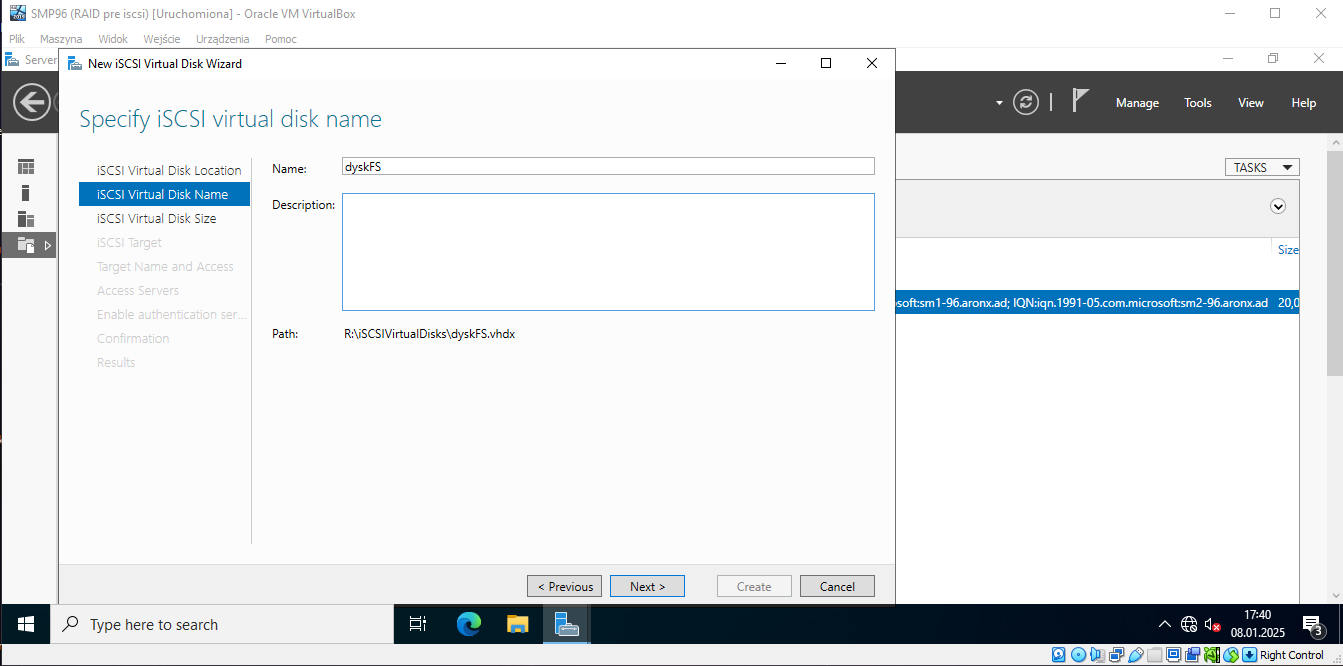 SMP96 (RAID pre iscsi) [Uruchomiona] - Oracle VM VirtualBox
Plik Maszyna Widok Wejście Urządzenia Pomoc
Server
New iSCSI Virtual Disk Wizard
Manage Tools View Help
Specify iSCSI virtual disk name
TASKS
iSCSI Virtual Disk Location
iSCSI Virtual Disk Name
iSCSI Virtual Disk Size
iSCSI Target
Target Name and Access
Access Servers
Enable authentication ser...
Confirmation
Results
Name: dyskFS
Description:
Path: R:\iSCSIVirtualDisks\dyskFS.vhdx
Size
soft:sm1-96.aronx.ad; IQN:iqn.1991-05.com.microsoft:sm2-96.aronx.ad 20,0
< Previous Next > Create Cancel
Type here to search
17:40
08.01.2025
3
Right Control